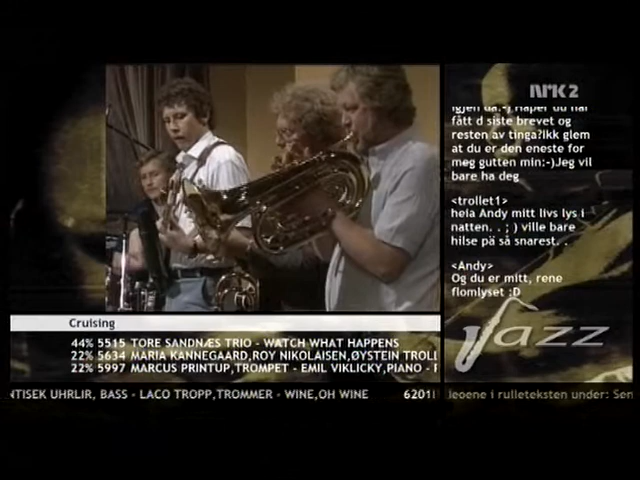 NRK2
igjen da:-) Håper du har
fått d siste brevet og
resten av tinga?Ikk glem
at du er den eneste for
meg gutten min:-)Jeg vil
bare ha deg
<trollet1>
heia Andy mitt livs lys i
natten. . ; ) ville bare
hilse på så snarest. .
<Andy>
Og du er mitt, rene
flomlyset :D
Jazz
Cruising
44% 5515 TORE SANDNÆS TRIO - WATCH WHAT HAPPENS
22% 5634 MARIA KANNEGAARD,ROY NIKOLAISEN,ØYSTEIN TROLL
22% 5997 MARCUS PRINTUP,TROMPET - EMIL VIKLICKY,PIANO - F
NTISEK UHRLIR, BASS - LACO TROPP,TROMMER - WINE,OH WINE 6201
ieoene i rulleteksten under: Sen